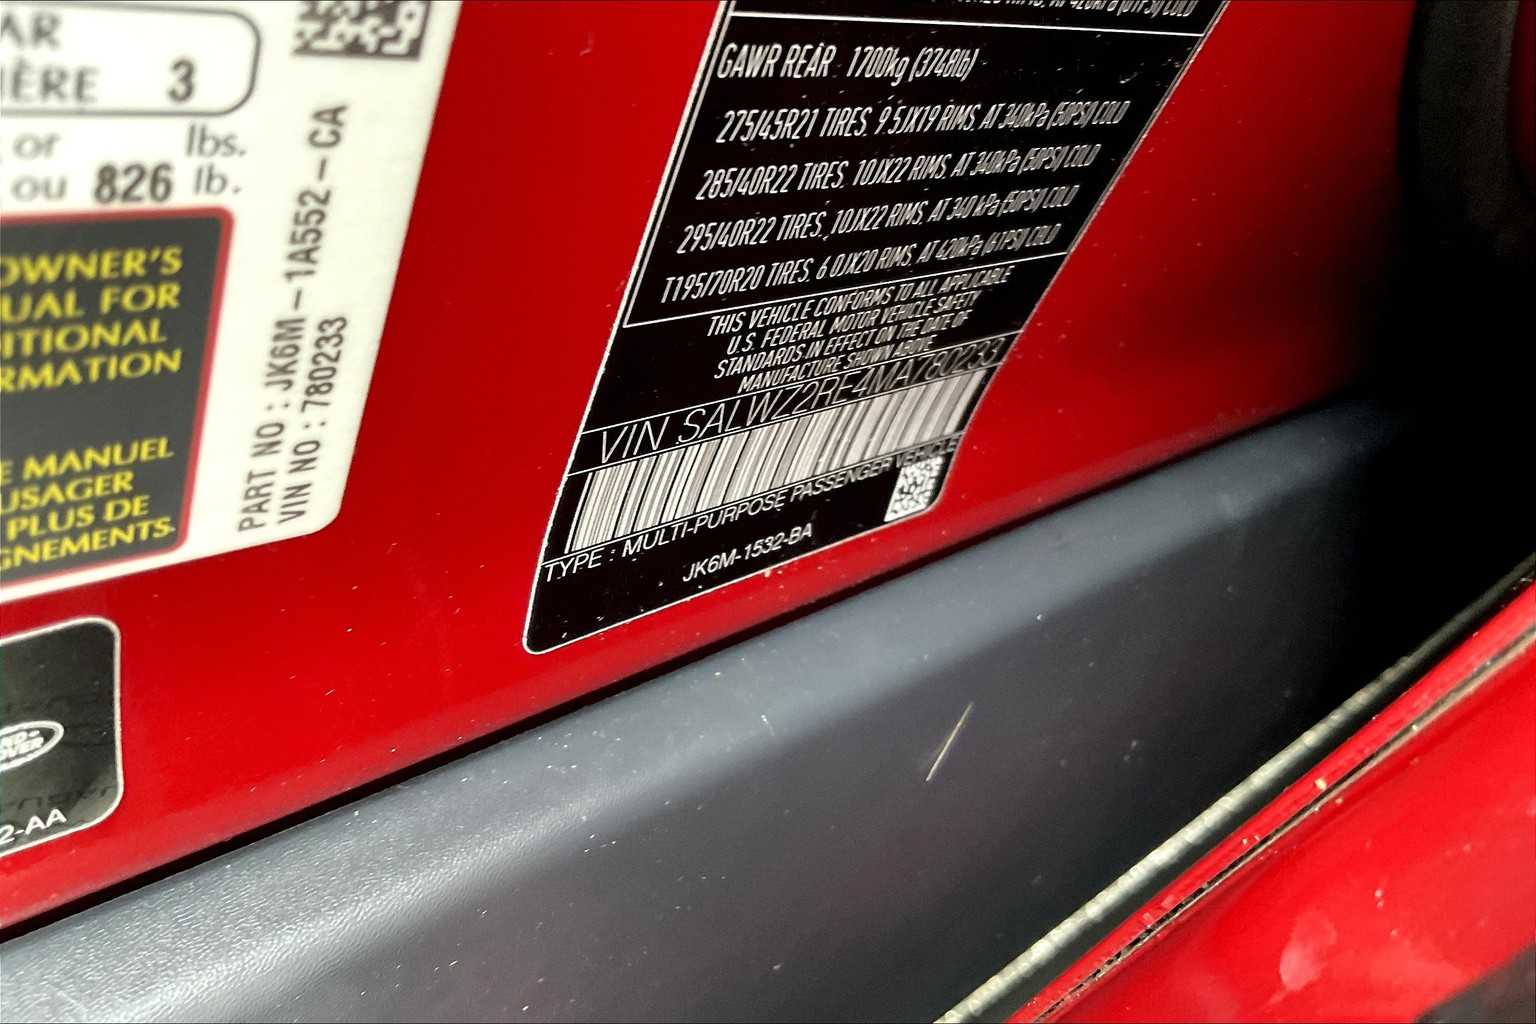 AR
IÈRE 3
or lbs.
ou 826 lb.
OWNER'S
UAL FOR
ITIONAL
RMATION
E MANUEL
USAGER
PLUS DE
GNEMENTS.
PART NO : JK6M-1A552-CA
VIN NO : 780233
2-AA
GAWR REAR 1700kg (3748lb)
275/45R21 TIRES, 9.5JX19 RIMS, AT 340kPa (50PSI) COLD
285/40R22 TIRES, 10JX22 RIMS, AT 340kPa (50PSI) COLD
295/40R22 TIRES, 10JX22 RIMS, AT 340 kPa (50PSI) COLD
T195/70R20 TIRES, 6.0JX20 RIMS, AT 420kPa (61PSI) COLD
THIS VEHICLE CONFORMS TO ALL APPLICABLE
U.S. FEDERAL MOTOR VEHICLE SAFETY
STANDARDS IN EFFECT ON THE DATE OF
MANUFACTURE SHOWN ABOVE
VIN SALWZ2RE4MA780233
TYPE : MULTI-PURPOSE PASSENGER VEHICLE
JK6M-1532-BA